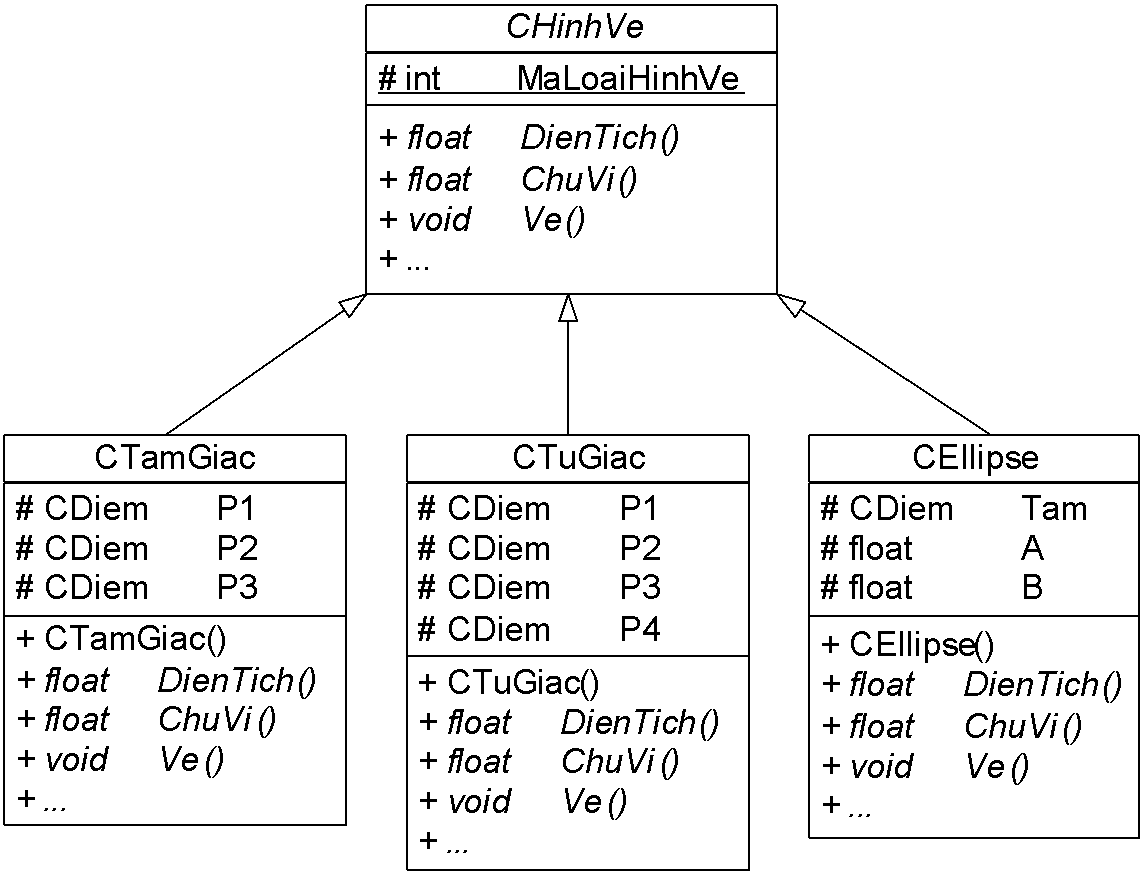 CHinhVe
# int MaLoaiHinhVe
+ float DienTich()
+ float ChuVi()
+ void Ve()
+ ...
CTamGiac
# CDiem P1
# CDiem P2
# CDiem P3
+ CTamGiac()
+ float DienTich()
+ float ChuVi()
+ void Ve()
+ ...
CTuGiac
# CDiem P1
# CDiem P2
# CDiem P3
# CDiem P4
+ CTuGiac()
+ float DienTich()
+ float ChuVi()
+ void Ve()
+ ...
CEllipse
# CDiem Tam
# float A
# float B
+ CEllipse()
+ float DienTich()
+ float ChuVi()
+ void Ve()
+ ...